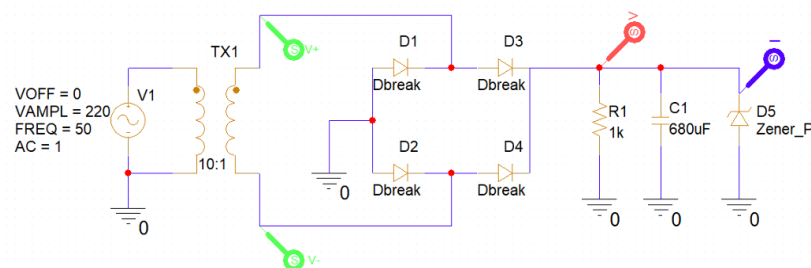 V
I
V+
TX1
D1
D3
VOFF = 0
V1
Dbreak
Dbreak
VAMPL = 220
FREQ = 50
AC = 1
R1
1k
C1
680uF
D5
Zener_P
10:1
D2
D4
0
Dbreak
Dbreak
0
0
0
0
V-